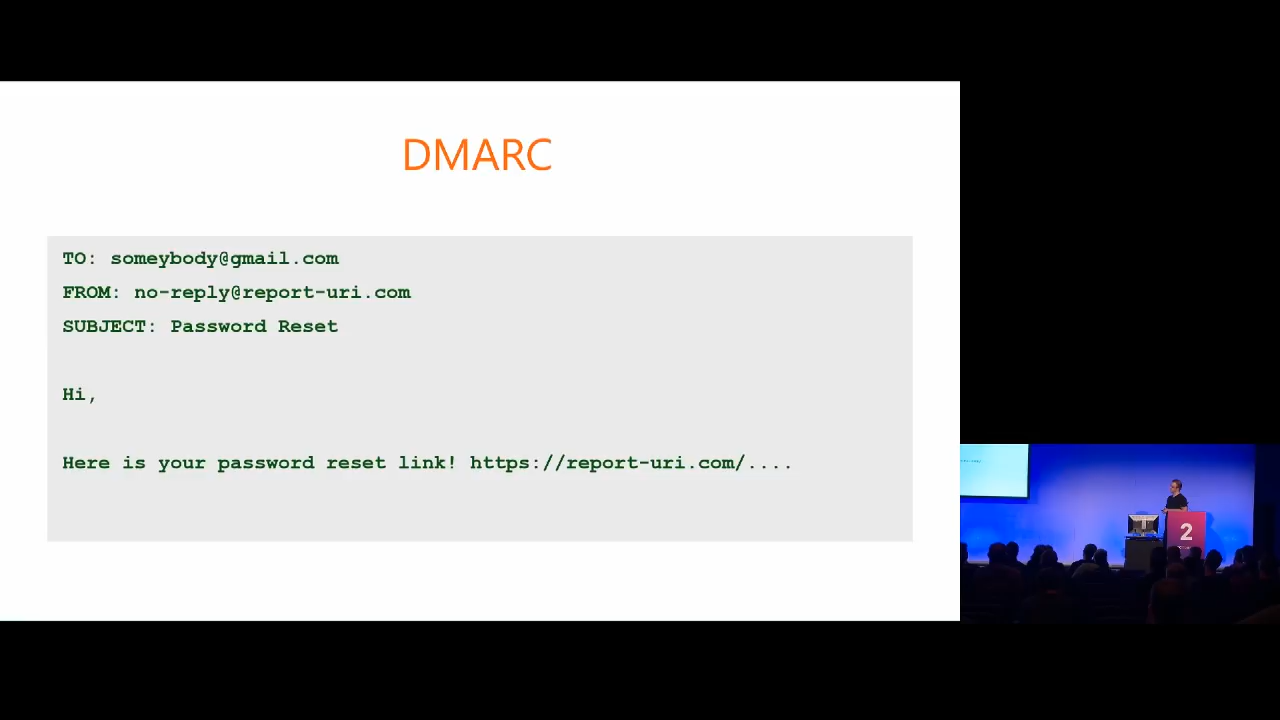 DMARC
TO: someybody@gmail.com
FROM: no-reply@report-uri.com
SUBJECT: Password Reset
Hi,
Here is your password reset link! https://report-uri.com/....
2